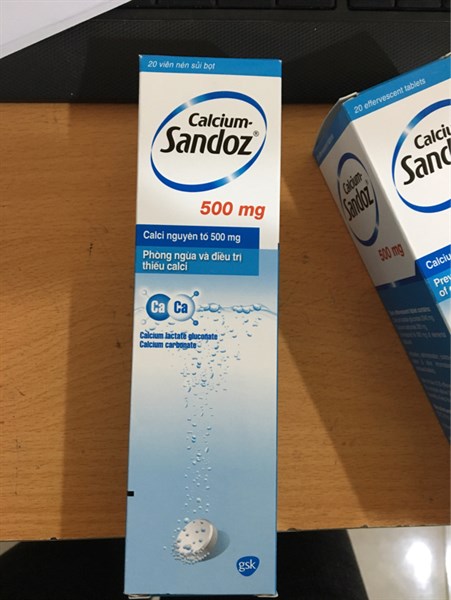 20 viên nén sủi bọt
Calcium-
Sandoz®
500 mg
Calci nguyên tố 500 mg
Phòng ngừa và điều trị
thiếu calci
Ca Ca
Calcium lactate gluconate
Calcium carbonate
gsk
20 effervescent tablets
Calcium-
Sandoz
500 mg